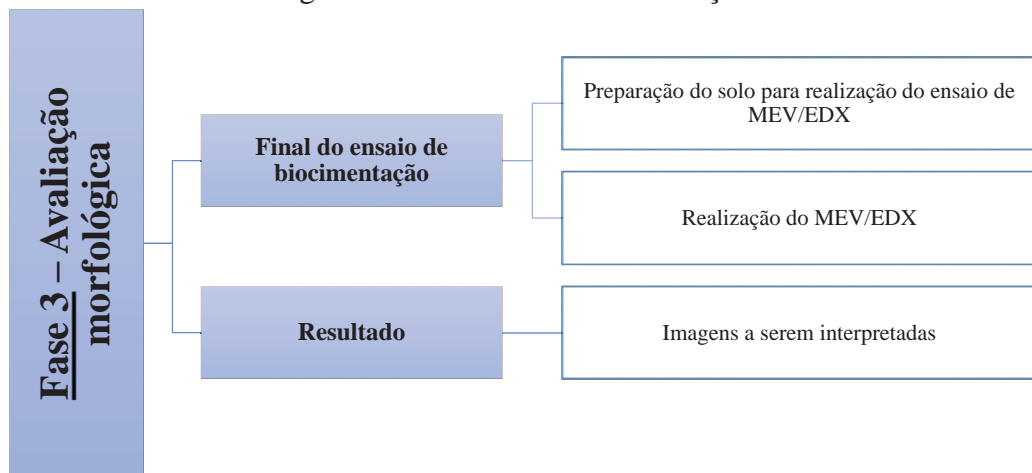 Fase 3 – Avaliação
morfológica
Final do ensaio de
biocimentação
Preparação do solo para realização do ensaio de
MEV/EDX
Realização do MEV/EDX
Resultado
Imagens a serem interpretadas